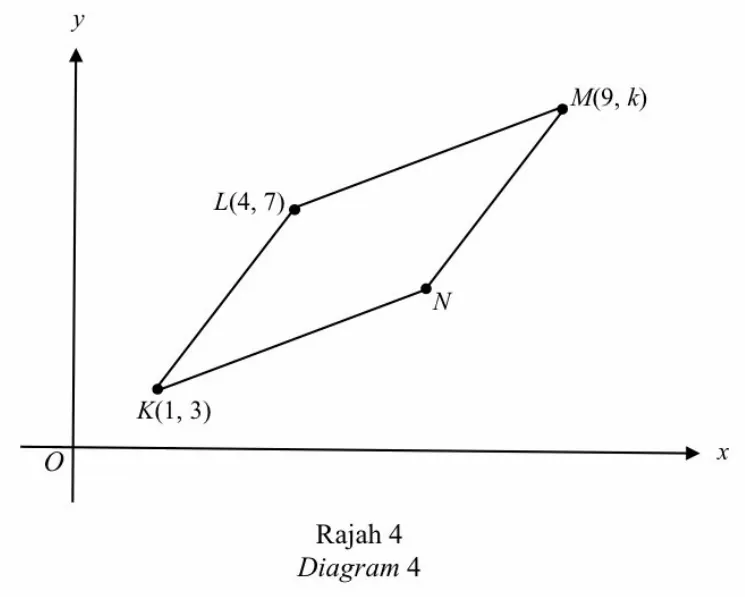 y
M(9, k)
L(4, 7)
N
K(1, 3)
O
x
Rajah 4
Diagram 4